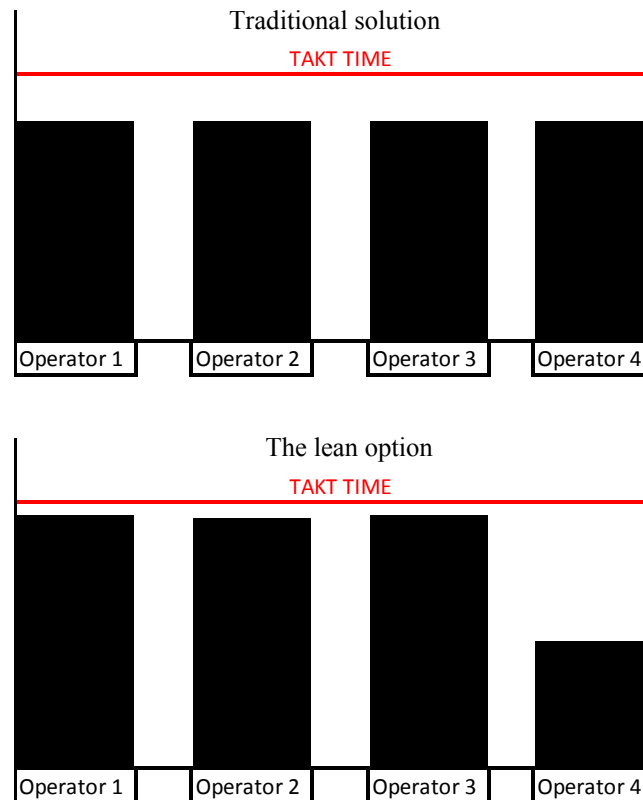 Traditional solution
TAKT TIME
Operator 1 Operator 2 Operator 3 Operator 4
The lean option
TAKT TIME
Operator 1 Operator 2 Operator 3 Operator 4